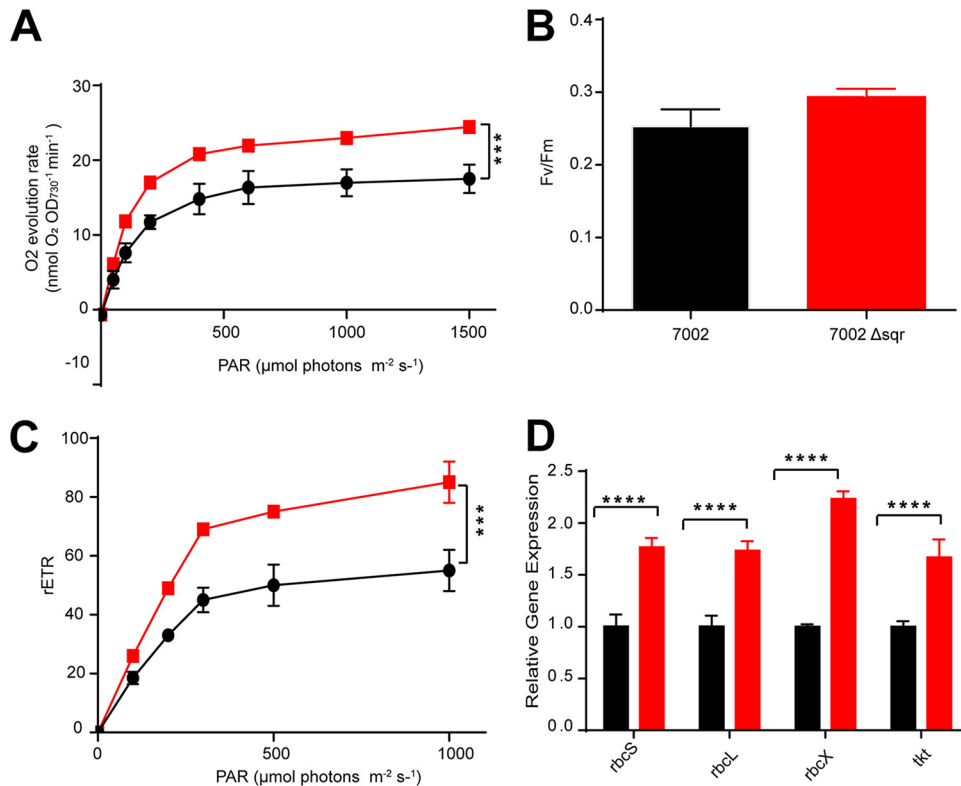 A
O2 evolution rate
(nmol O₂ OD₇₃₀⁻¹ min⁻¹)
30
20
10
0
-10
500
1000
1500
***
PAR (µmol photons m⁻² s⁻¹)
B
Fv/Fm
0.4
0.3
0.2
0.1
0.0
7002
7002 Δsqr
C
rETR
100
80
60
40
20
0
0
500
1000
***
PAR (µmol photons m⁻² s⁻¹)
D
Relative Gene Expression
2.5
2.0
1.5
1.0
0.5
0.0
****
****
****
****
rbcS
rbcL
rbcX
tkt